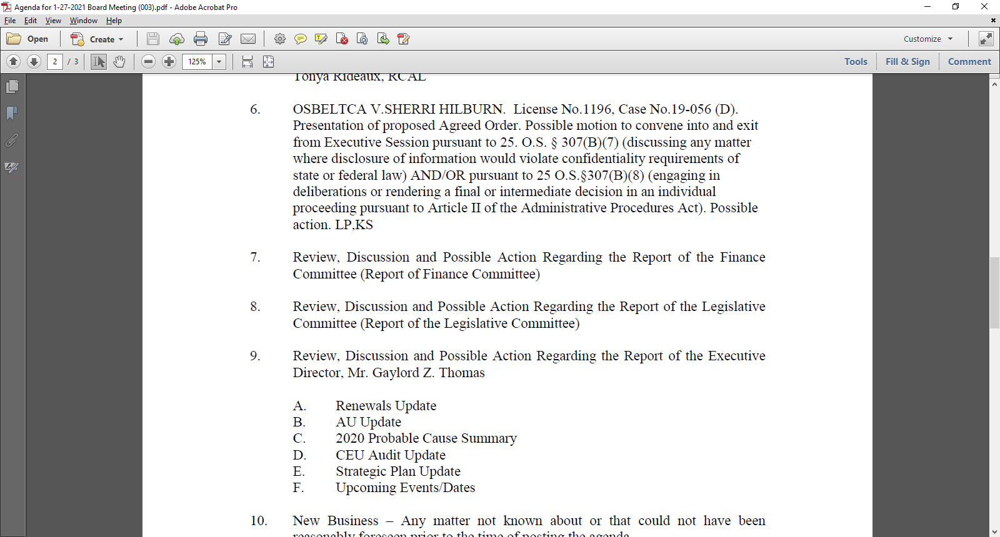 Agenda for 1-27-2021 Board Meeting (003).pdf - Adobe Acrobat Pro
File Edit View Window Help
Open Create Customize
2 / 3 125% Tools Fill & Sign Comment
Tonya Rideaux, RCAL
6. OSBELTCA V.SHERRI HILBURN. License No.1196, Case No.19-056 (D).
Presentation of proposed Agreed Order. Possible motion to convene into and exit
from Executive Session pursuant to 25. O.S. § 307(B)(7) (discussing any matter
where disclosure of information would violate confidentiality requirements of
state or federal law) AND/OR pursuant to 25 O.S.§307(B)(8) (engaging in
deliberations or rendering a final or intermediate decision in an individual
proceeding pursuant to Article II of the Administrative Procedures Act). Possible
action. LP,KS
7. Review, Discussion and Possible Action Regarding the Report of the Finance
Committee (Report of Finance Committee)
8. Review, Discussion and Possible Action Regarding the Report of the Legislative
Committee (Report of the Legislative Committee)
9. Review, Discussion and Possible Action Regarding the Report of the Executive
Director, Mr. Gaylord Z. Thomas
A. Renewals Update
B. AU Update
C. 2020 Probable Cause Summary
D. CEU Audit Update
E. Strategic Plan Update
F. Upcoming Events/Dates
10. New Business – Any matter not known about or that could not have been
reasonably foreseen prior to the time of posting the agenda.